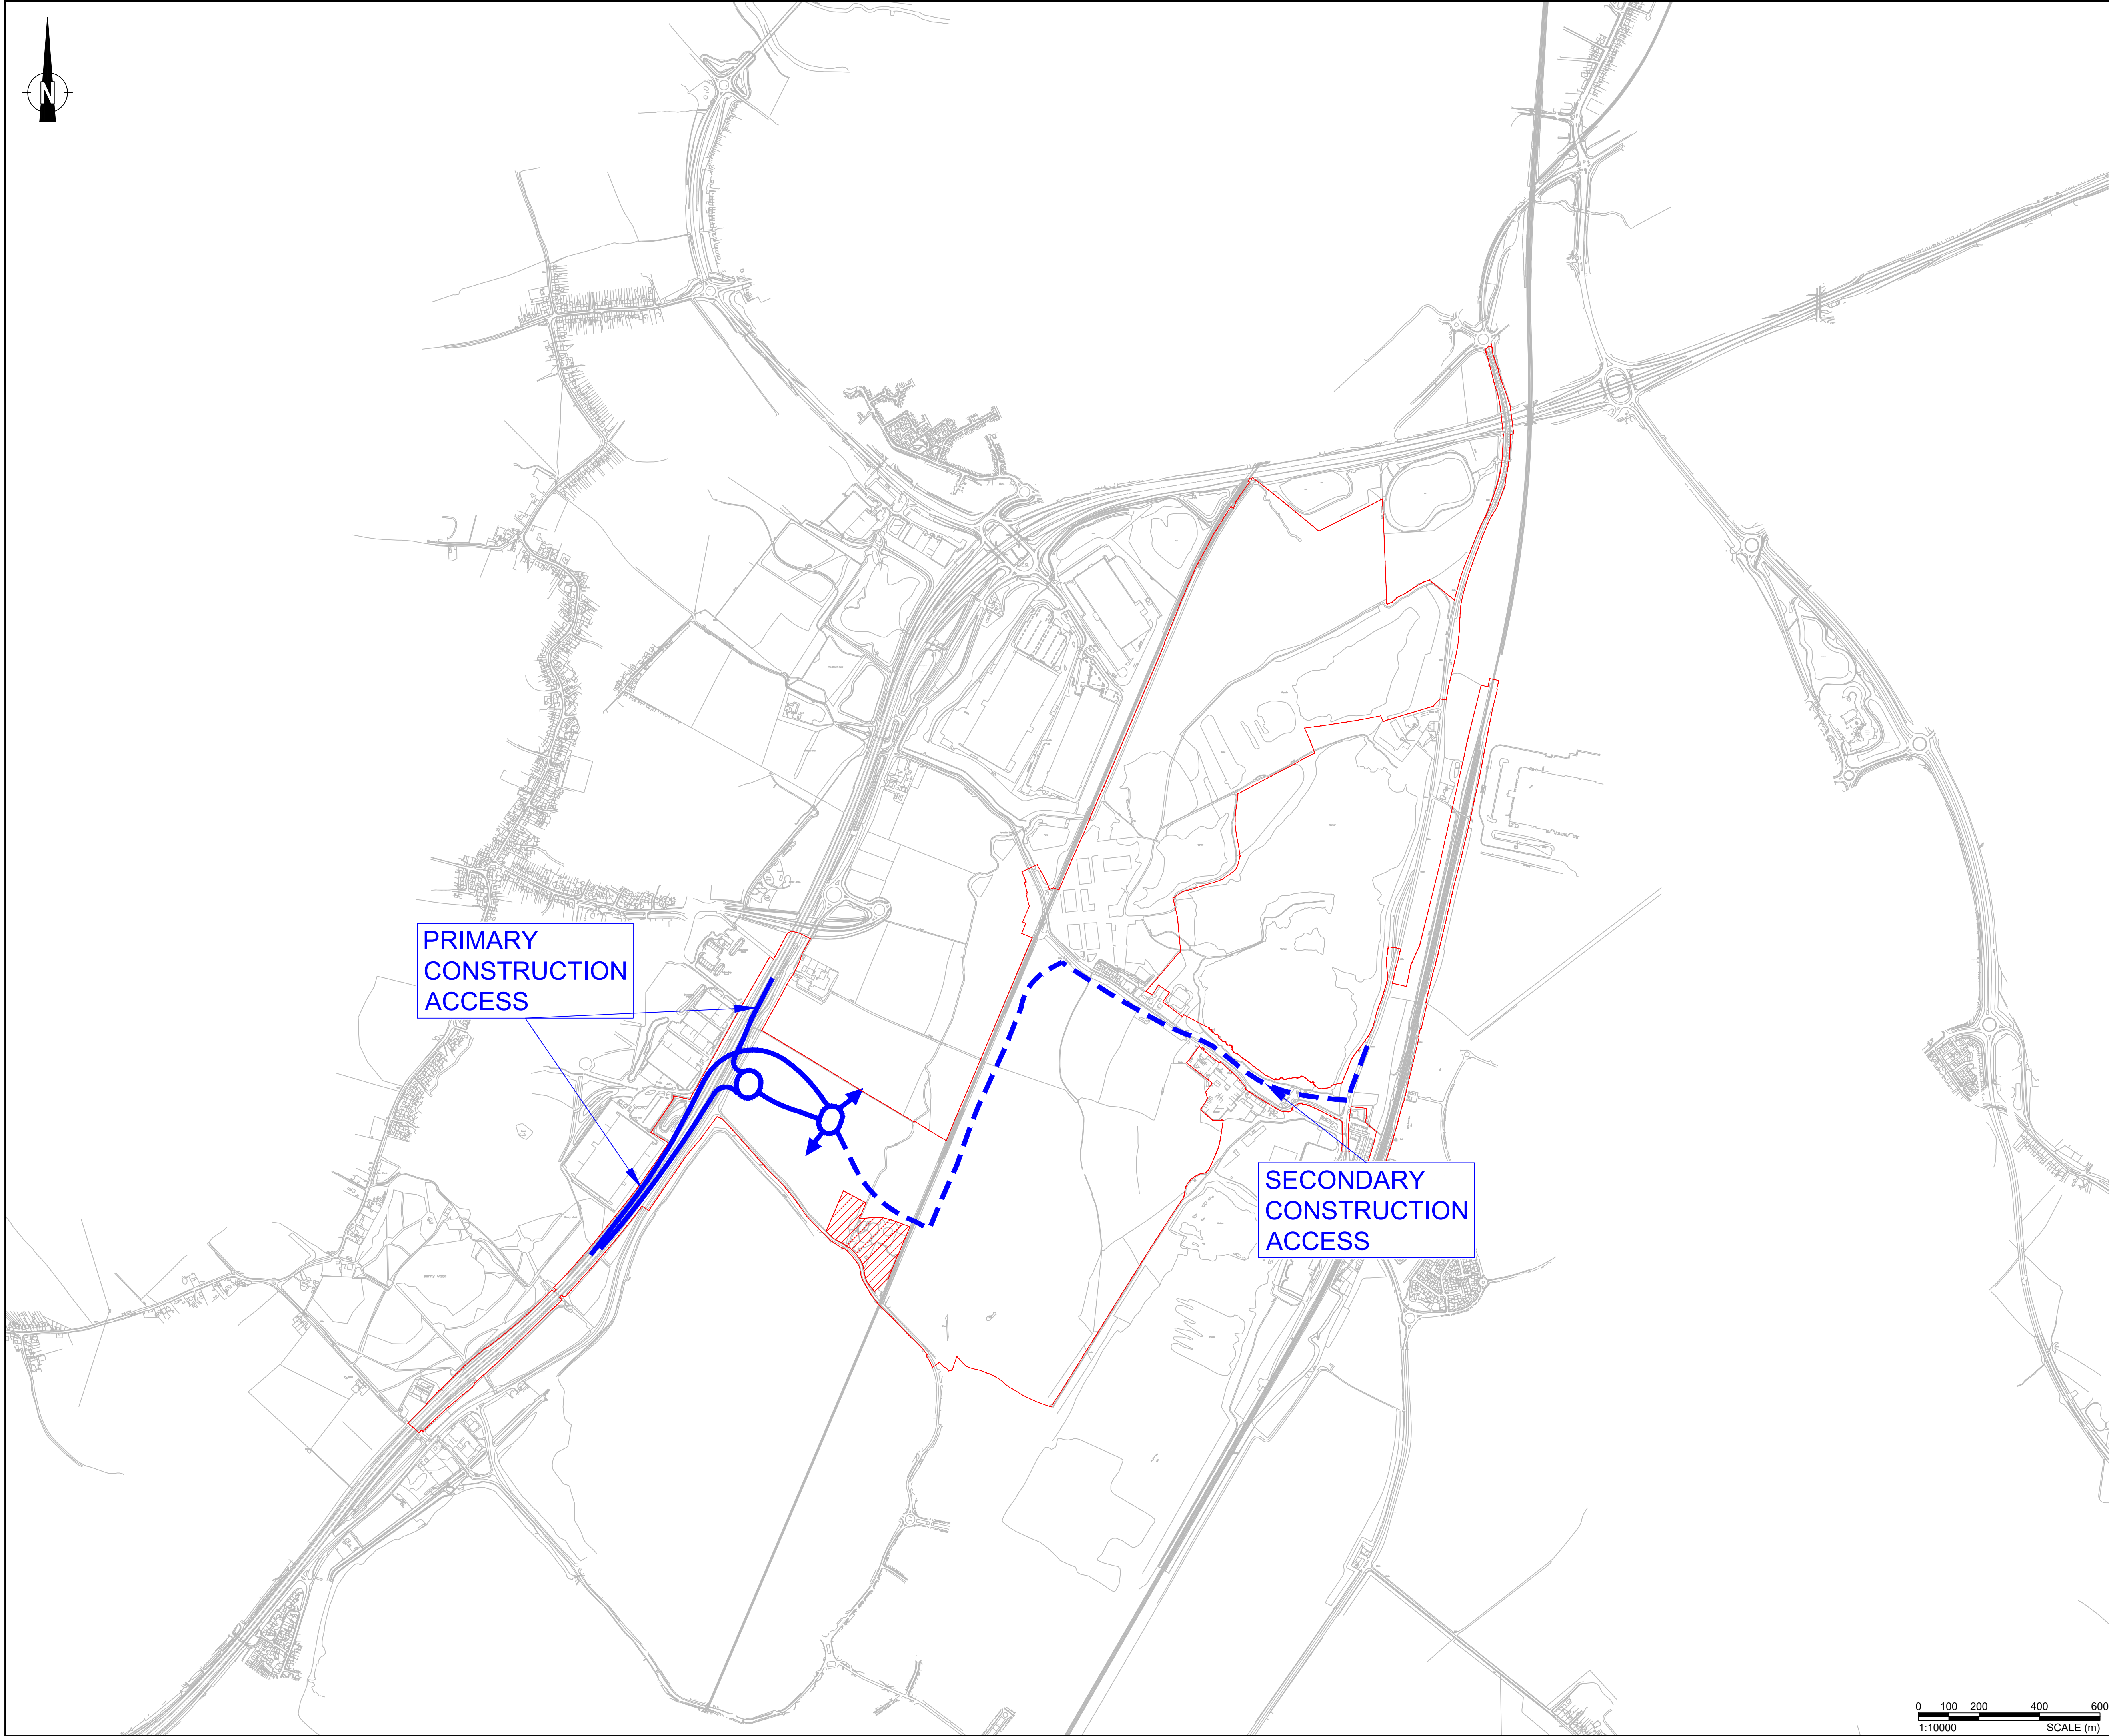 N
PRIMARY
CONSTRUCTION
ACCESS
SECONDARY
CONSTRUCTION
ACCESS
0 100 200 400 600
1:10000 SCALE (m)